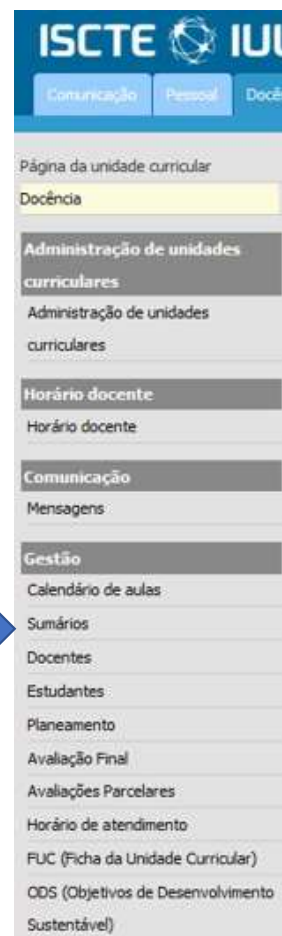 ISCTE IUL
Comunicação Pessoal Docê
Página da unidade curricular
Docência
Administração de unidades
curriculares
Administração de unidades
curriculares
Horário docente
Horário docente
Comunicação
Mensagens
Gestão
Calendário de aulas
Sumários
Docentes
Estudantes
Planeamento
Avaliação Final
Avaliações Parcelares
Horário de atendimento
FUC (Ficha da Unidade Curricular)
ODS (Objetivos de Desenvolvimento
Sustentável)